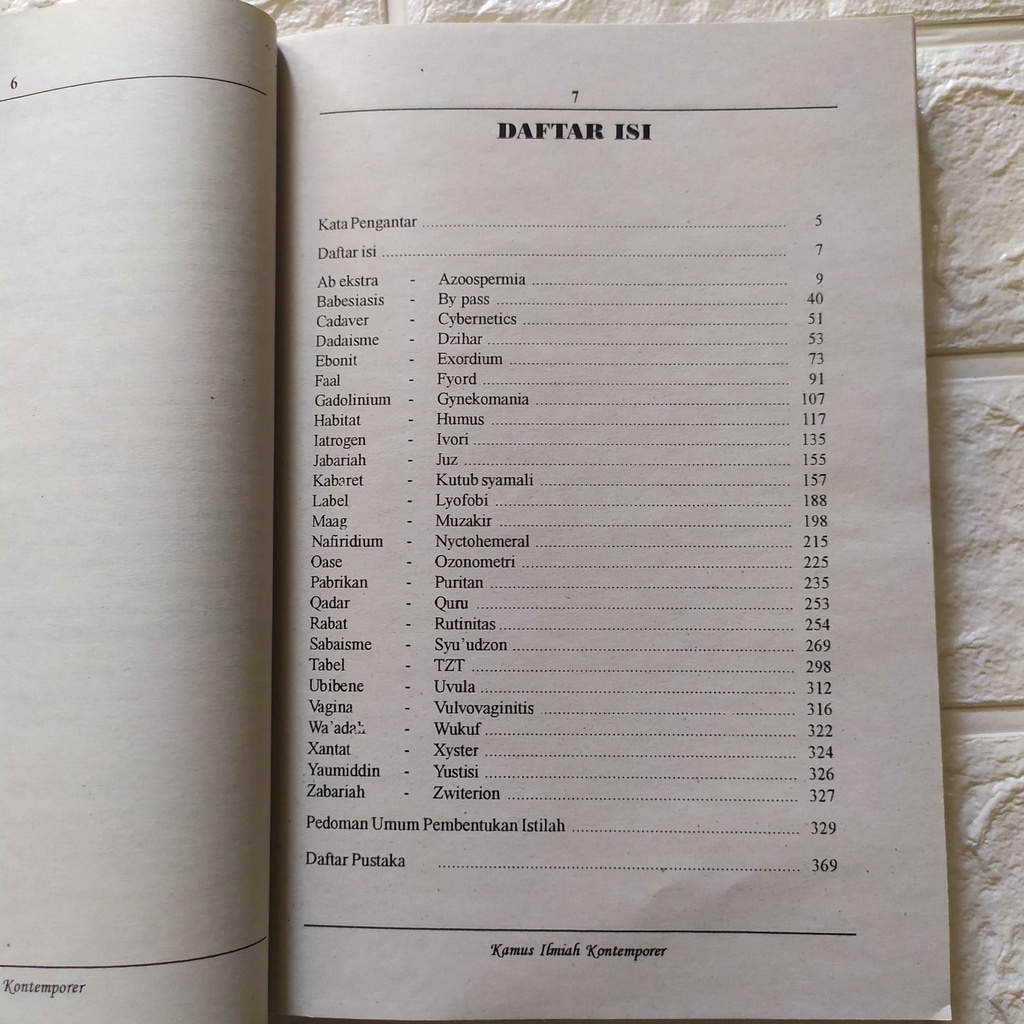 6
Kontemporer
7
DAFTAR ISI
Kata Pengantar ........ 5
Daftar isi ........ 7
Ab ekstra - Azoospermia ........ 9
Babesiasis - By pass ........ 40
Cadaver - Cybernetics ........ 51
Dadaisme - Dzihar ........ 53
Ebonit - Exordium ........ 73
Faal - Fyord ........ 91
Gadolinium - Gynekomania ........ 107
Habitat - Humus ........ 117
Iatrogen - Ivori ........ 135
Jabariah - Juz ........ 155
Kabaret - Kutub syamali ........ 157
Label - Lyofobi ........ 188
Maag - Muzakir ........ 198
Nafiridium - Nyctohemeral ........ 215
Oase - Ozonometri ........ 225
Pabrikan - Puritan ........ 235
Qadar - Quru ........ 253
Rabat - Rutinitas ........ 254
Sabaisme - Syu'udzon ........ 269
Tabel - TZT ........ 298
Ubibene - Uvula ........ 312
Vagina - Vulvovaginitis ........ 316
Wa'adah - Wukuf ........ 322
Xantat - Xyster ........ 324
Yaumiddin - Yustisi ........ 326
Zabariah - Zwiterion ........ 327
Pedoman Umum Pembentukan Istilah ........ 329
Daftar Pustaka ........ 369
Kamus Ilmiah Kontemporer